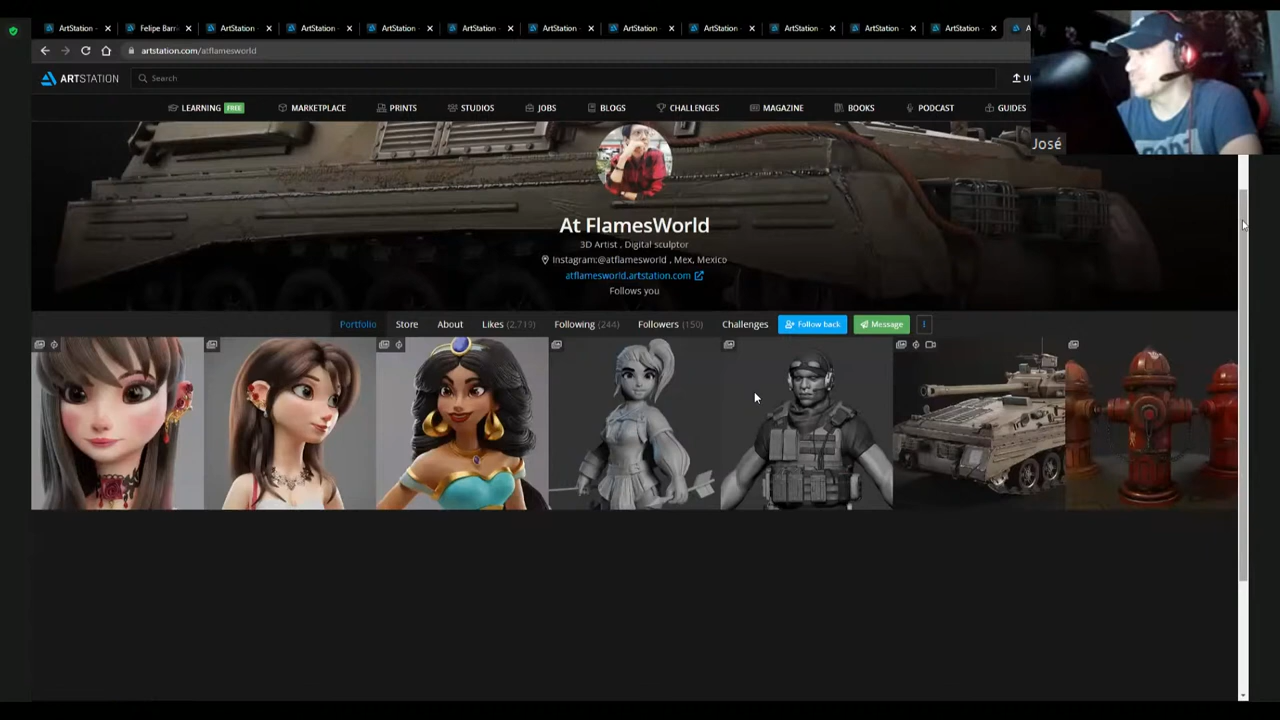 ArtStation - Felipe Barra ArtStation - ArtStation - ArtStation - ArtStation - ArtStation - ArtStation - ArtStation - ArtStation - ArtStation - ArtStation -
artstation.com/atflamesworld
ARTSTATION Search
LEARNING FREE MARKETPLACE PRINTS STUDIOS JOBS BLOGS CHALLENGES MAGAZINE BOOKS PODCAST GUIDES
José
At FlamesWorld
3D Artist , Digital sculptor
Instagram:@atflamesworld , Mex, Mexico
atflamesworld.artstation.com
Follows you
Portfolio Store About Likes (2,719) Following (244) Followers (150) Challenges Follow back Message